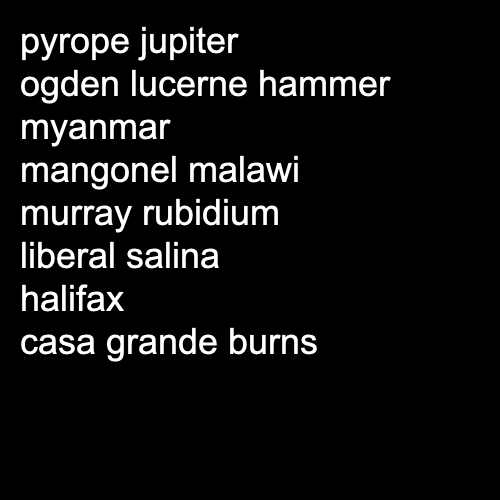 pyrope jupiter
ogden lucerne hammer
myanmar
mangonel malawi
murray rubidium
liberal salina
halifax
casa grande burns